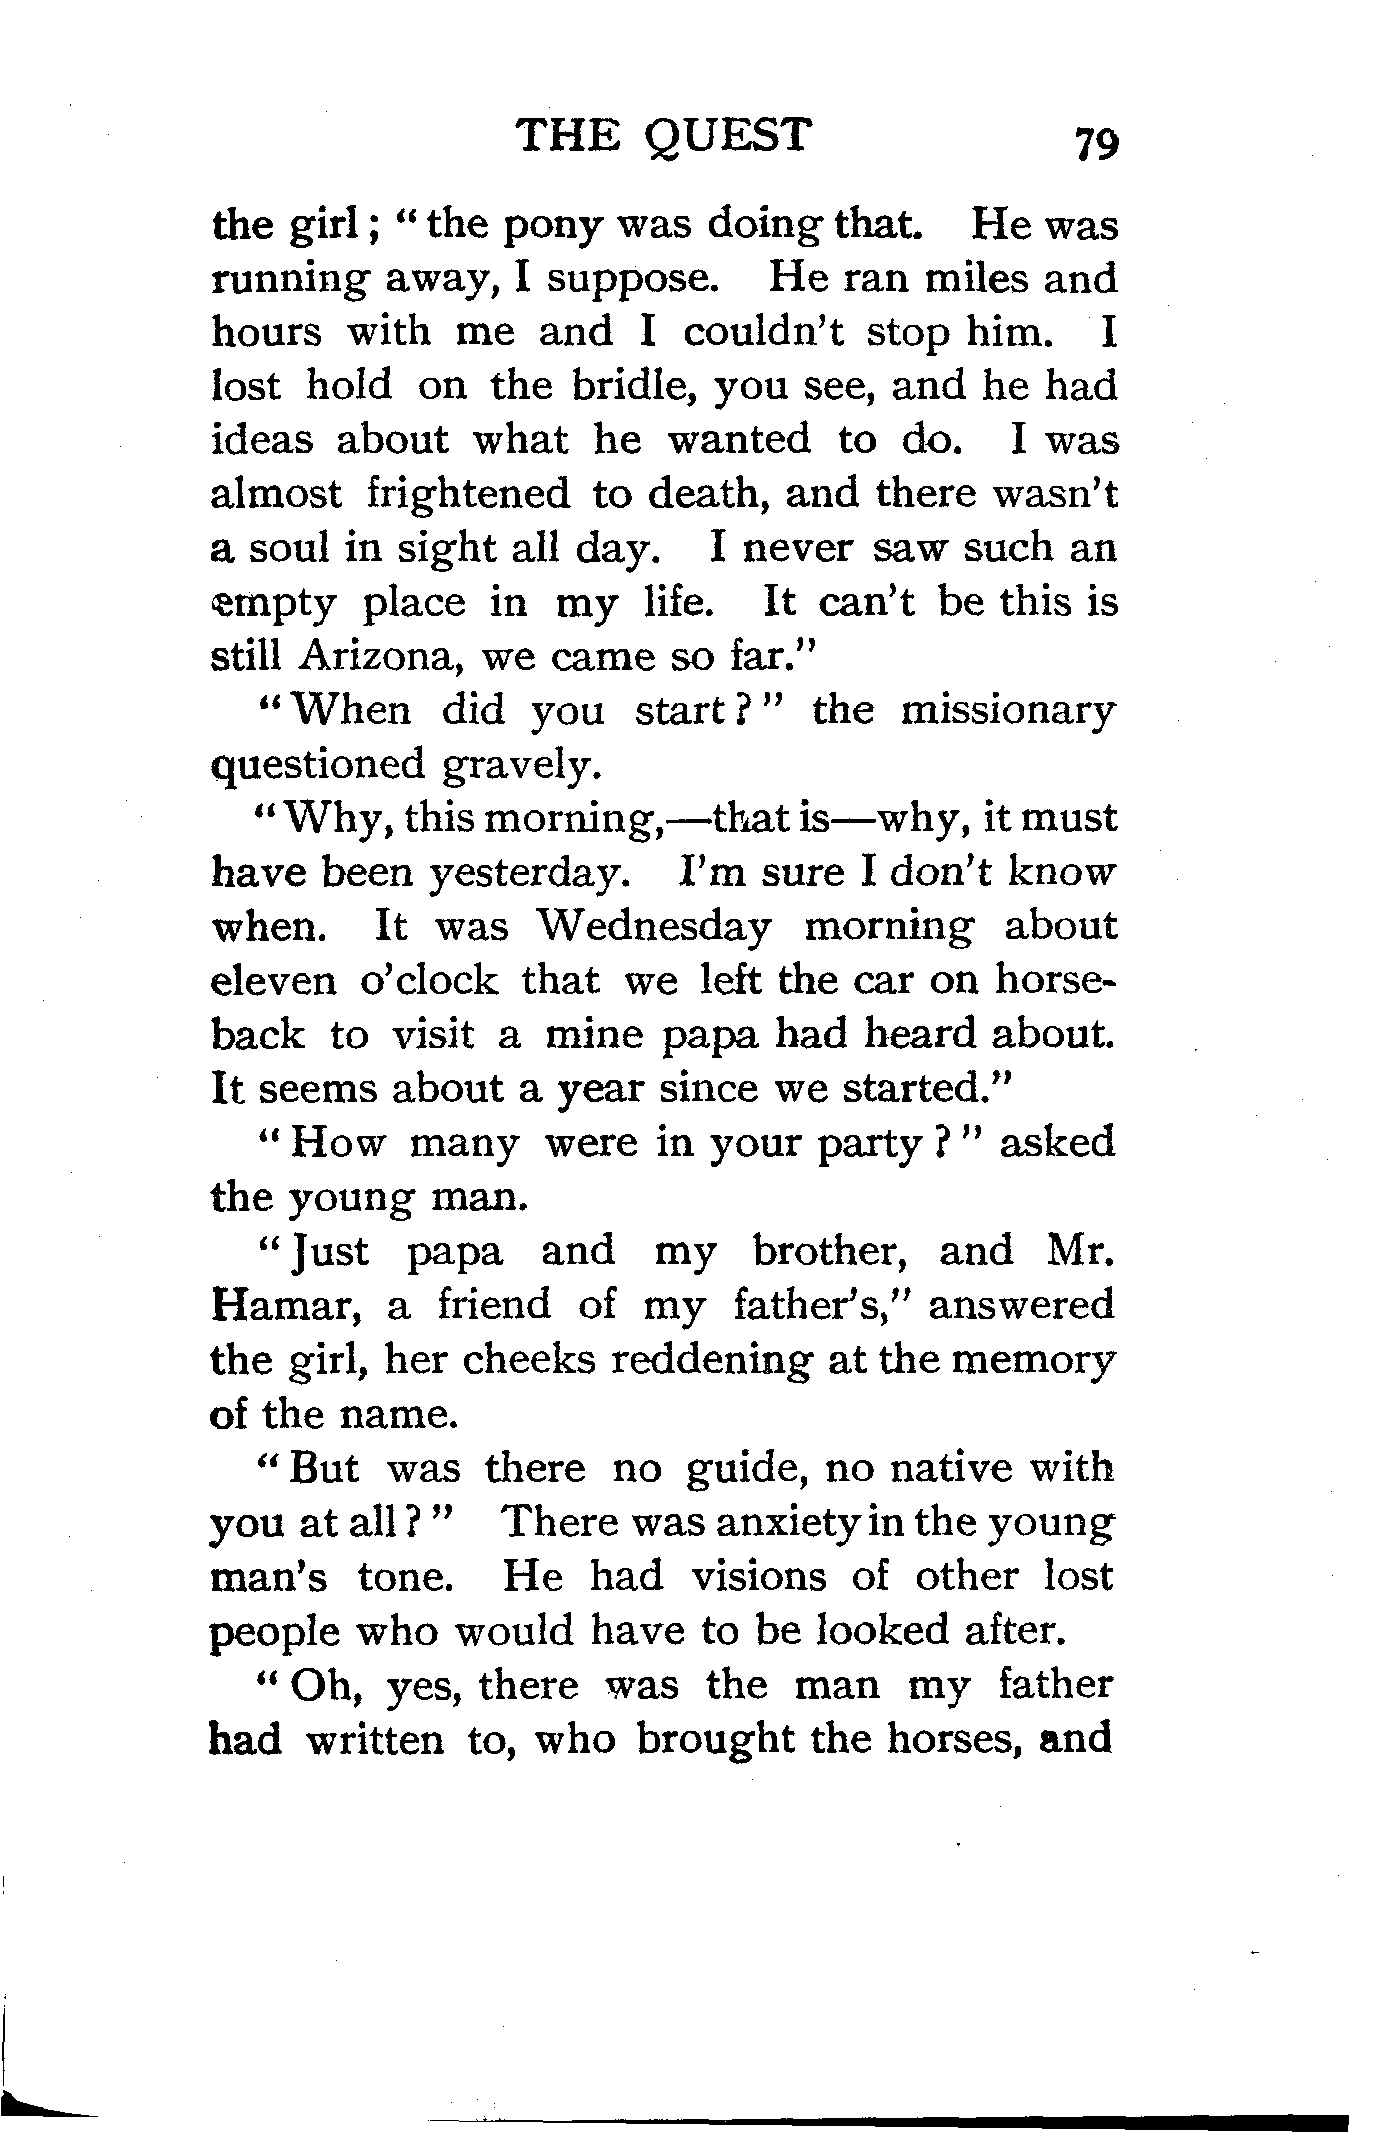 THE QUEST 79
the girl; "the pony was doing that. He was
running away, I suppose. He ran miles and
hours with me and I couldn't stop him. I
lost hold on the bridle, you see, and he had
ideas about what he wanted to do. I was
almost frightened to death, and there wasn't
a soul in sight all day. I never saw such an
empty place in my life. It can't be this is
still Arizona, we came so far."
"When did you start?" the missionary
questioned gravely.
"Why, this morning,—that is—why, it must
have been yesterday. I'm sure I don't know
when. It was Wednesday morning about
eleven o'clock that we left the car on horse-
back to visit a mine papa had heard about.
It seems about a year since we started."
"How many were in your party?" asked
the young man.
"Just papa and my brother, and Mr.
Hamar, a friend of my father's," answered
the girl, her cheeks reddening at the memory
of the name.
"But was there no guide, no native with
you at all?" There was anxiety in the young
man's tone. He had visions of other lost
people who would have to be looked after.
"Oh, yes, there was the man my father
had written to, who brought the horses, and